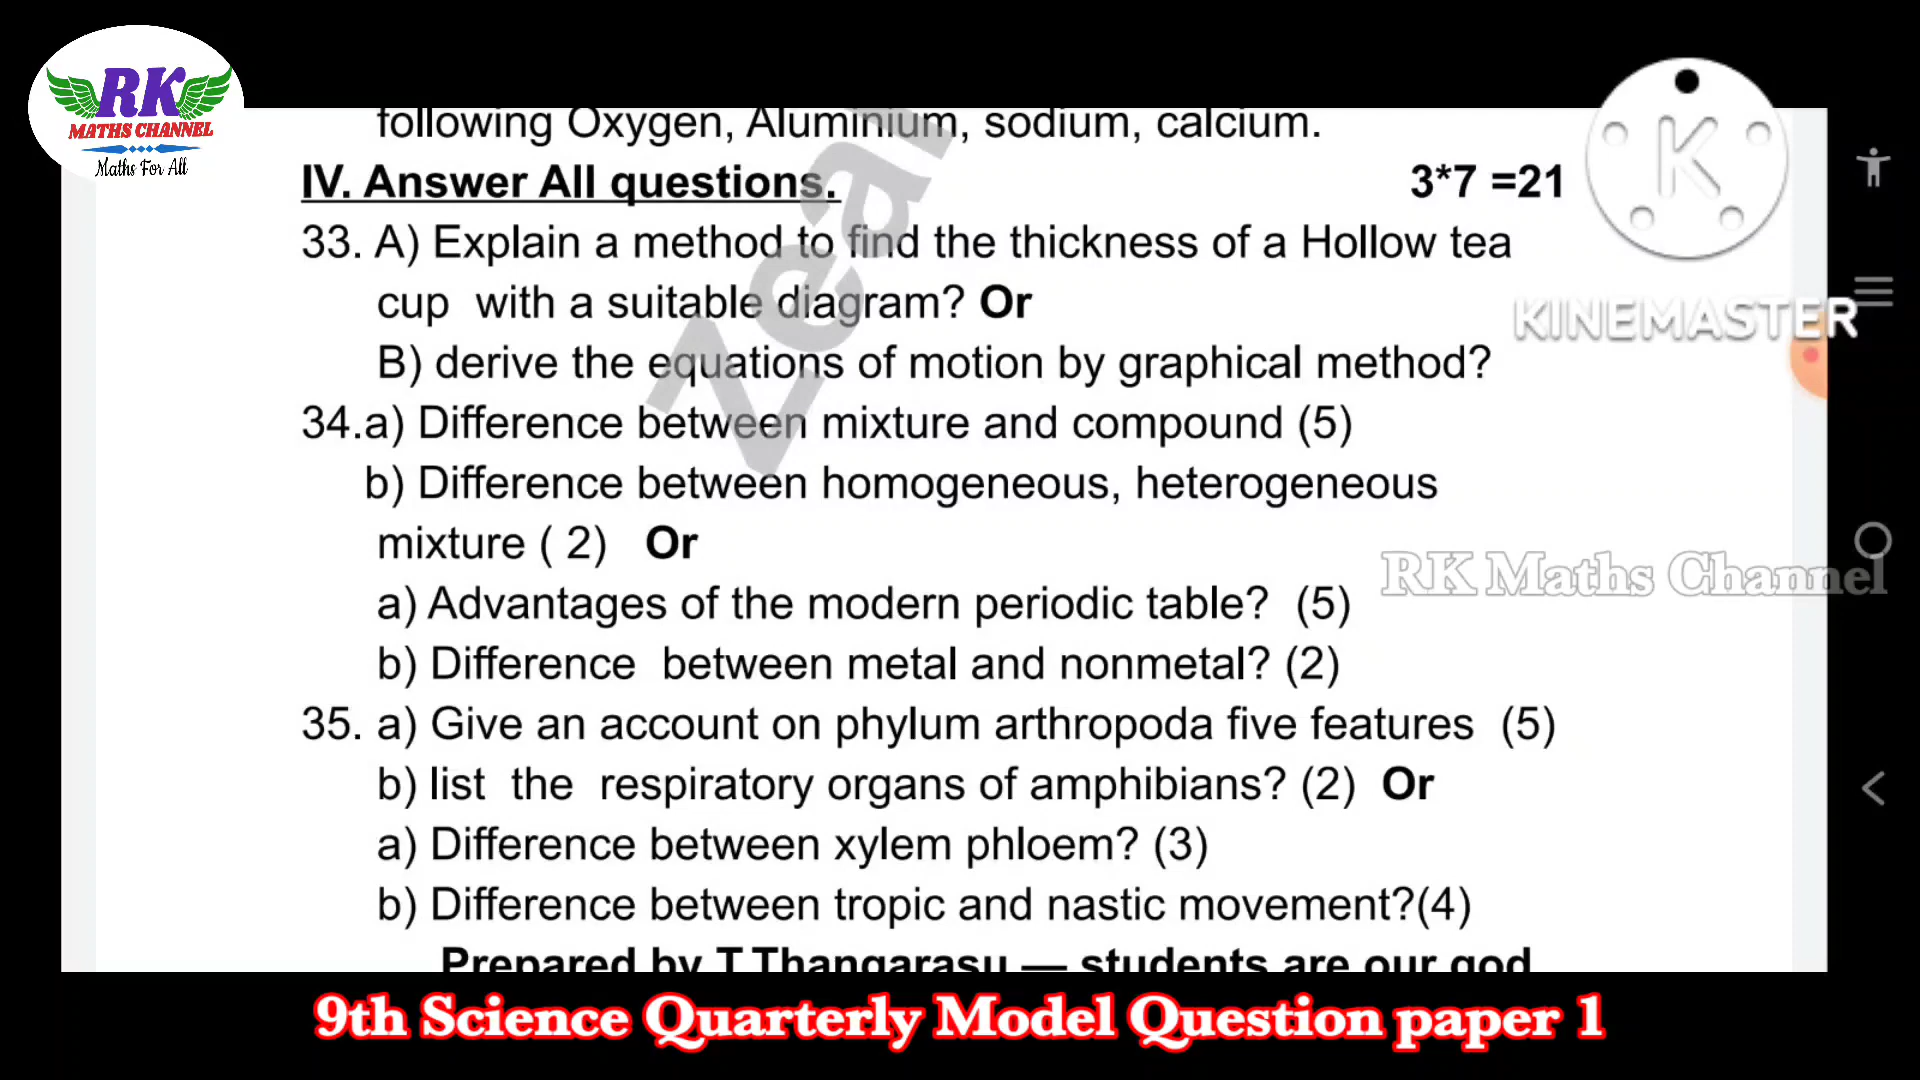 RK
MATHS CHANNEL
Maths For All
following Oxygen, Aluminium, sodium, calcium.
IV. Answer All questions. 3*7 =21
33. A) Explain a method to find the thickness of a Hollow tea
cup with a suitable diagram? Or
B) derive the equations of motion by graphical method?
34.a) Difference between mixture and compound (5)
b) Difference between homogeneous, heterogeneous
mixture ( 2) Or
a) Advantages of the modern periodic table? (5)
b) Difference between metal and nonmetal? (2)
35. a) Give an account on phylum arthropoda five features (5)
b) list the respiratory organs of amphibians? (2) Or
a) Difference between xylem phloem? (3)
b) Difference between tropic and nastic movement?(4)
Prepared by T Thangarasu — students are our god
Zeal
K
KINEMASTER
RK Maths Channel
9th Science Quarterly Model Question paper 1